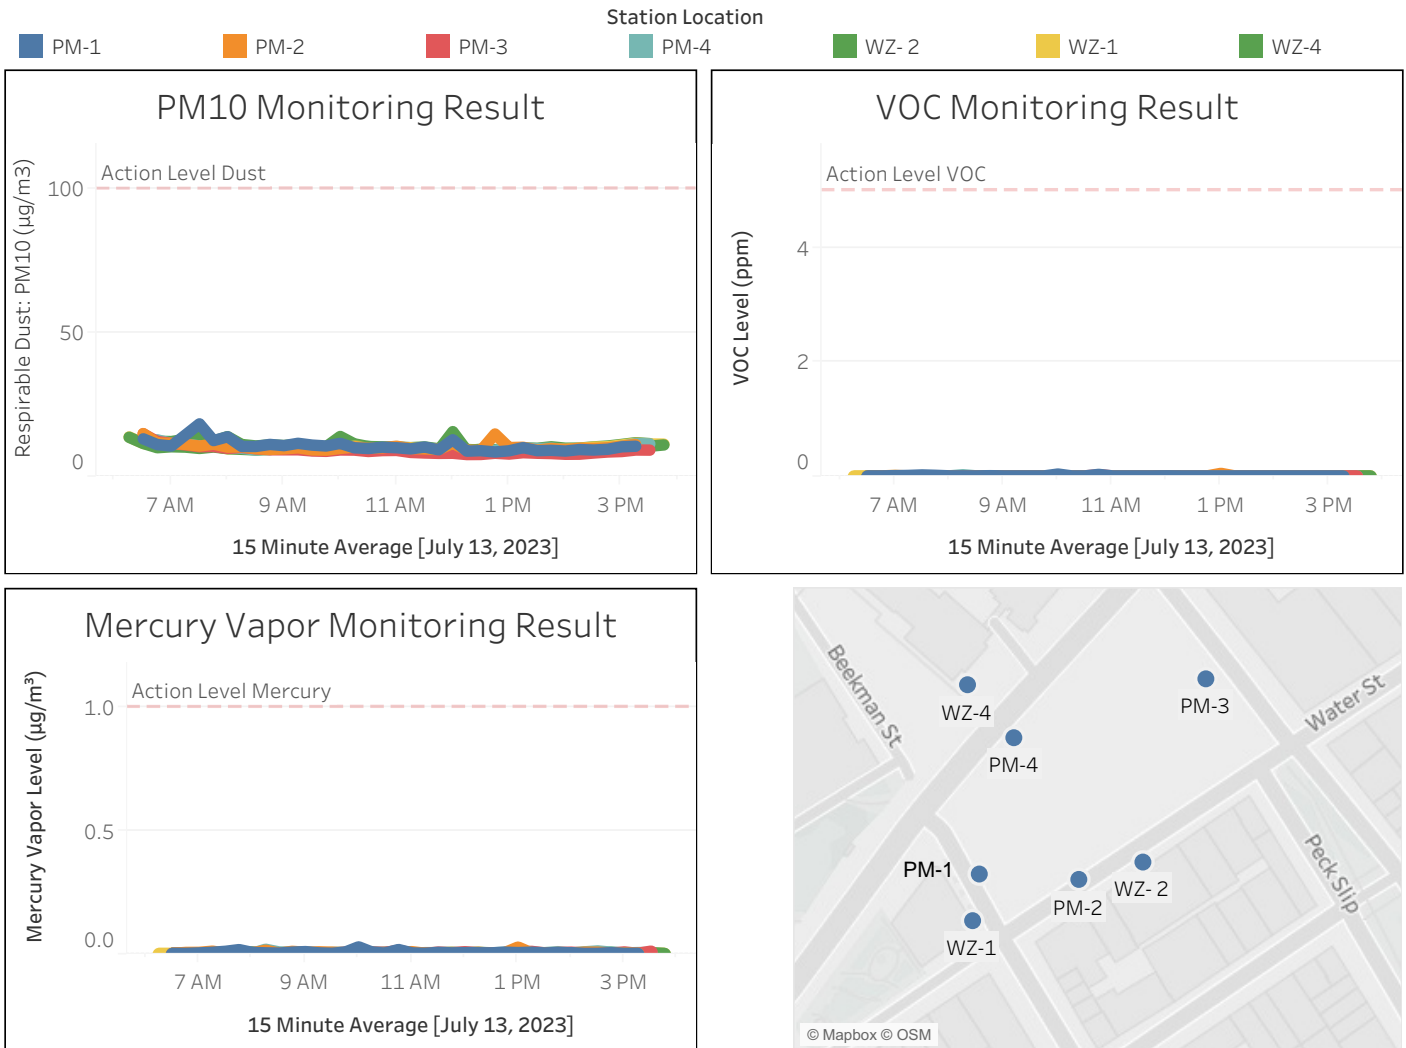 Station Location
PM-1 PM-2 PM-3 PM-4 WZ- 2 WZ-1 WZ-4
PM10 Monitoring Result
Respirable Dust: PM10 (µg/m3)
Action Level Dust
100
50
0
7 AM 9 AM 11 AM 1 PM 3 PM
15 Minute Average [July 13, 2023]
VOC Monitoring Result
VOC Level (ppm)
Action Level VOC
4
2
0
7 AM 9 AM 11 AM 1 PM 3 PM
15 Minute Average [July 13, 2023]
Mercury Vapor Monitoring Result
Mercury Vapor Level (µg/m³)
Action Level Mercury
1.0
0.5
0.0
7 AM 9 AM 11 AM 1 PM 3 PM
15 Minute Average [July 13, 2023]
Beekman St
WZ-4
PM-3
Water St
PM-4
PM-1
PM-2
WZ- 2
Peck Slip
WZ-1
© Mapbox © OSM